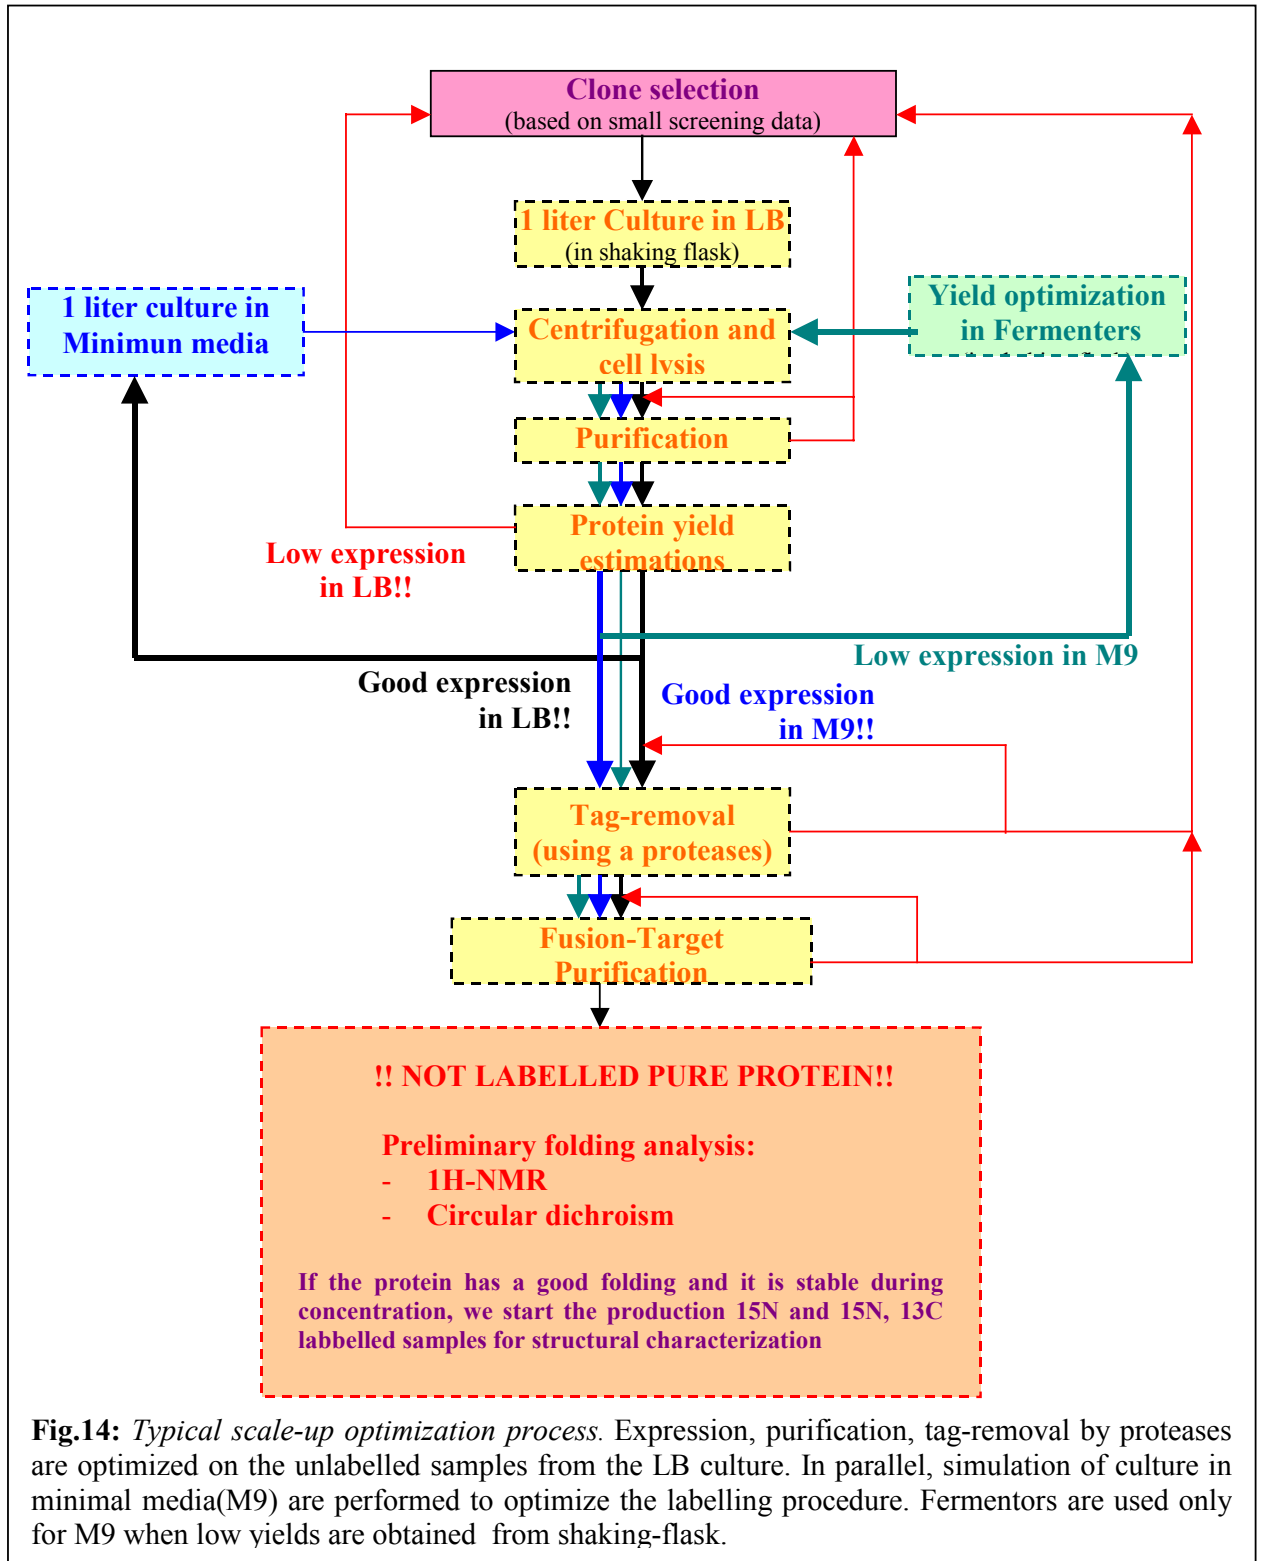 Clone selection
(based on small screening data)
1 liter Culture in LB
(in shaking flask)
1 liter culture in
Minimun media
Yield optimization
in Fermenters
Centrifugation and
cell lysis
Purification
Protein yield
estimations
Low expression
in LB!!
Low expression in M9
Good expression
in LB!!
Good expression
in M9!!
Tag-removal
(using a proteases)
Fusion-Target
Purification
!! NOT LABELLED PURE PROTEIN!!
Preliminary folding analysis:
- 1H-NMR
- Circular dichroism
If the protein has a good folding and it is stable during
concentration, we start the production 15N and 15N, 13C
labbelled samples for structural characterization
Fig.14: Typical scale-up optimization process. Expression, purification, tag-removal by proteases
are optimized on the unlabelled samples from the LB culture. In parallel, simulation of culture in
minimal media(M9) are performed to optimize the labelling procedure. Fermentors are used only
for M9 when low yields are obtained from shaking-flask.